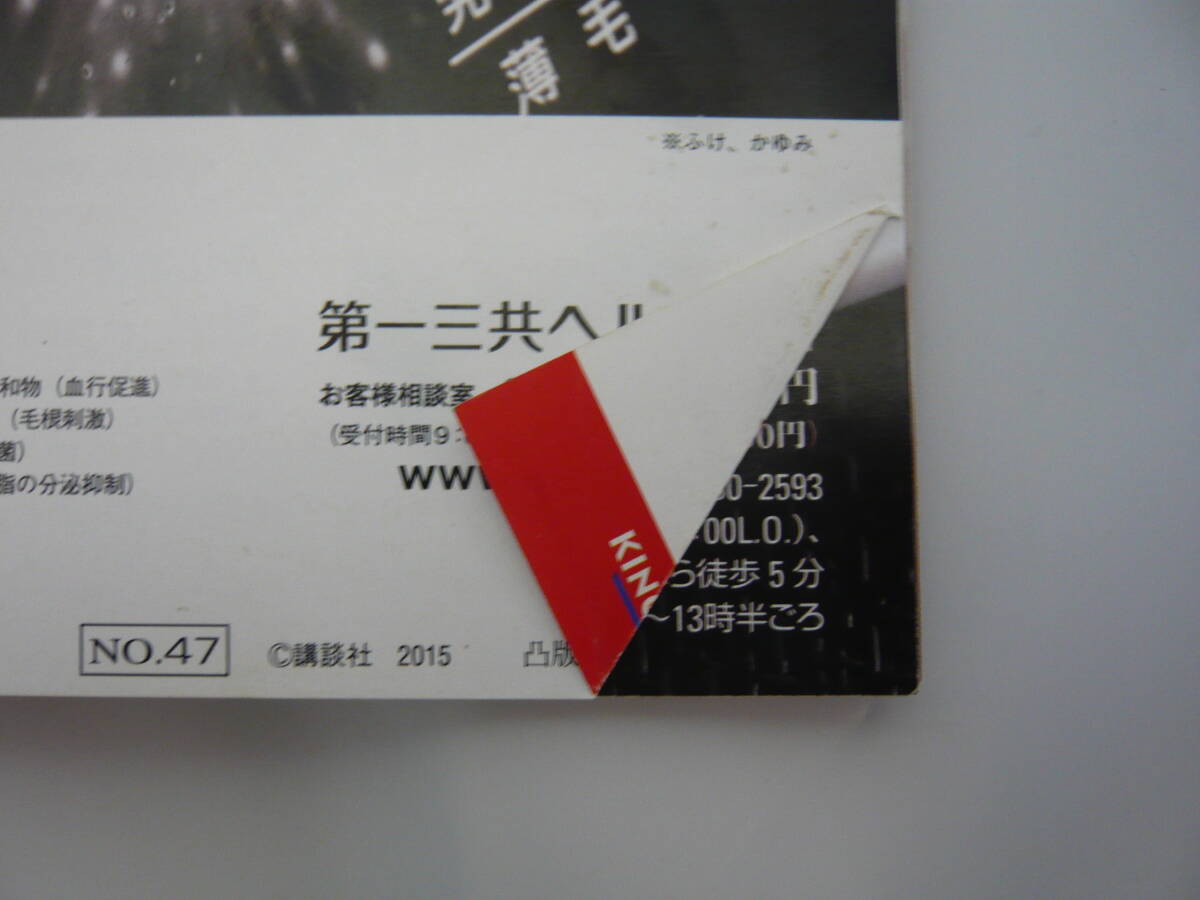 毛
薄
※ふけ、かゆみ
第一三共ヘル
お客様相談室
(受付時間9:
www
和物(血行促進)
(毛根刺激)
菌)
脂の分泌抑制)
円
0円)
0-2593
:00L.O.)、
ら徒歩5分
~13時半ごろ
KING
NO.47
©講談社 2015
凸版